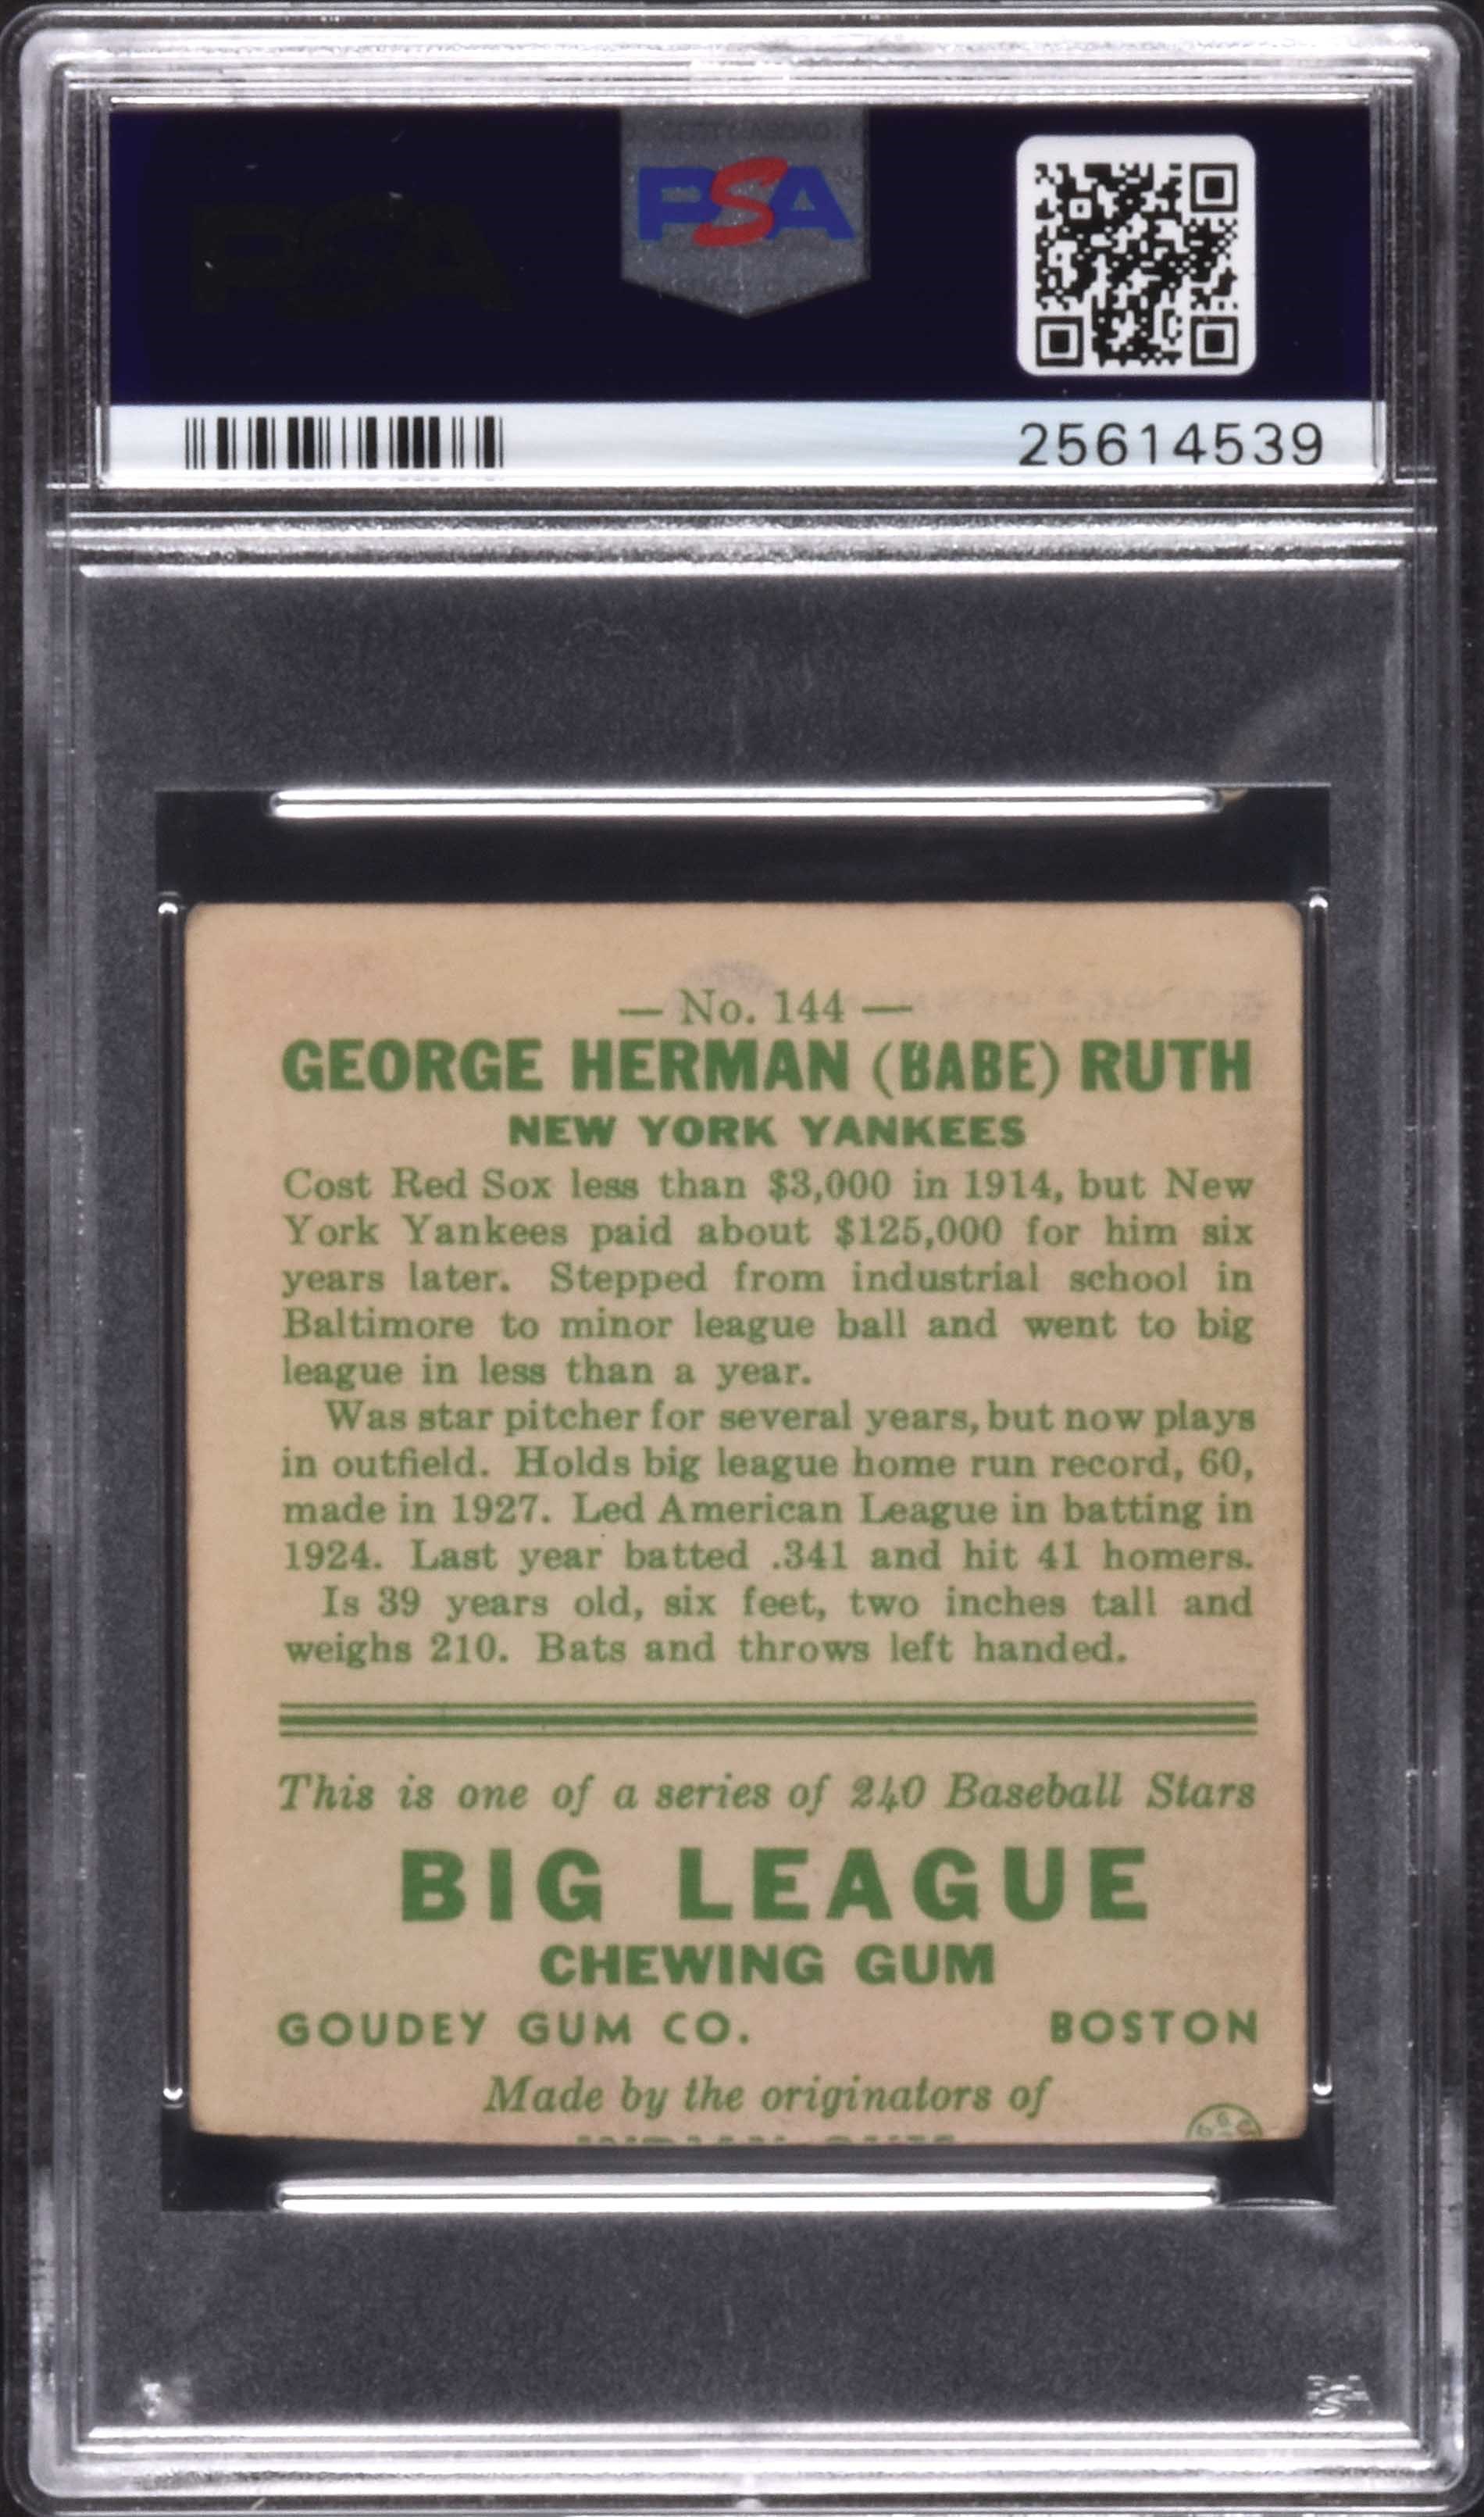 PSA
25614539
— No. 144 —
GEORGE HERMAN (BABE) RUTH
NEW YORK YANKEES
Cost Red Sox less than $3,000 in 1914, but New
York Yankees paid about $125,000 for him six
years later. Stepped from industrial school in
Baltimore to minor league ball and went to big
league in less than a year.
Was star pitcher for several years, but now plays
in outfield. Holds big league home run record, 60,
made in 1927. Led American League in batting in
1924. Last year batted .341 and hit 41 homers.
Is 39 years old, six feet, two inches tall and
weighs 210. Bats and throws left handed.
This is one of a series of 240 Baseball Stars
BIG LEAGUE
CHEWING GUM
GOUDEY GUM CO. BOSTON
Made by the originators of